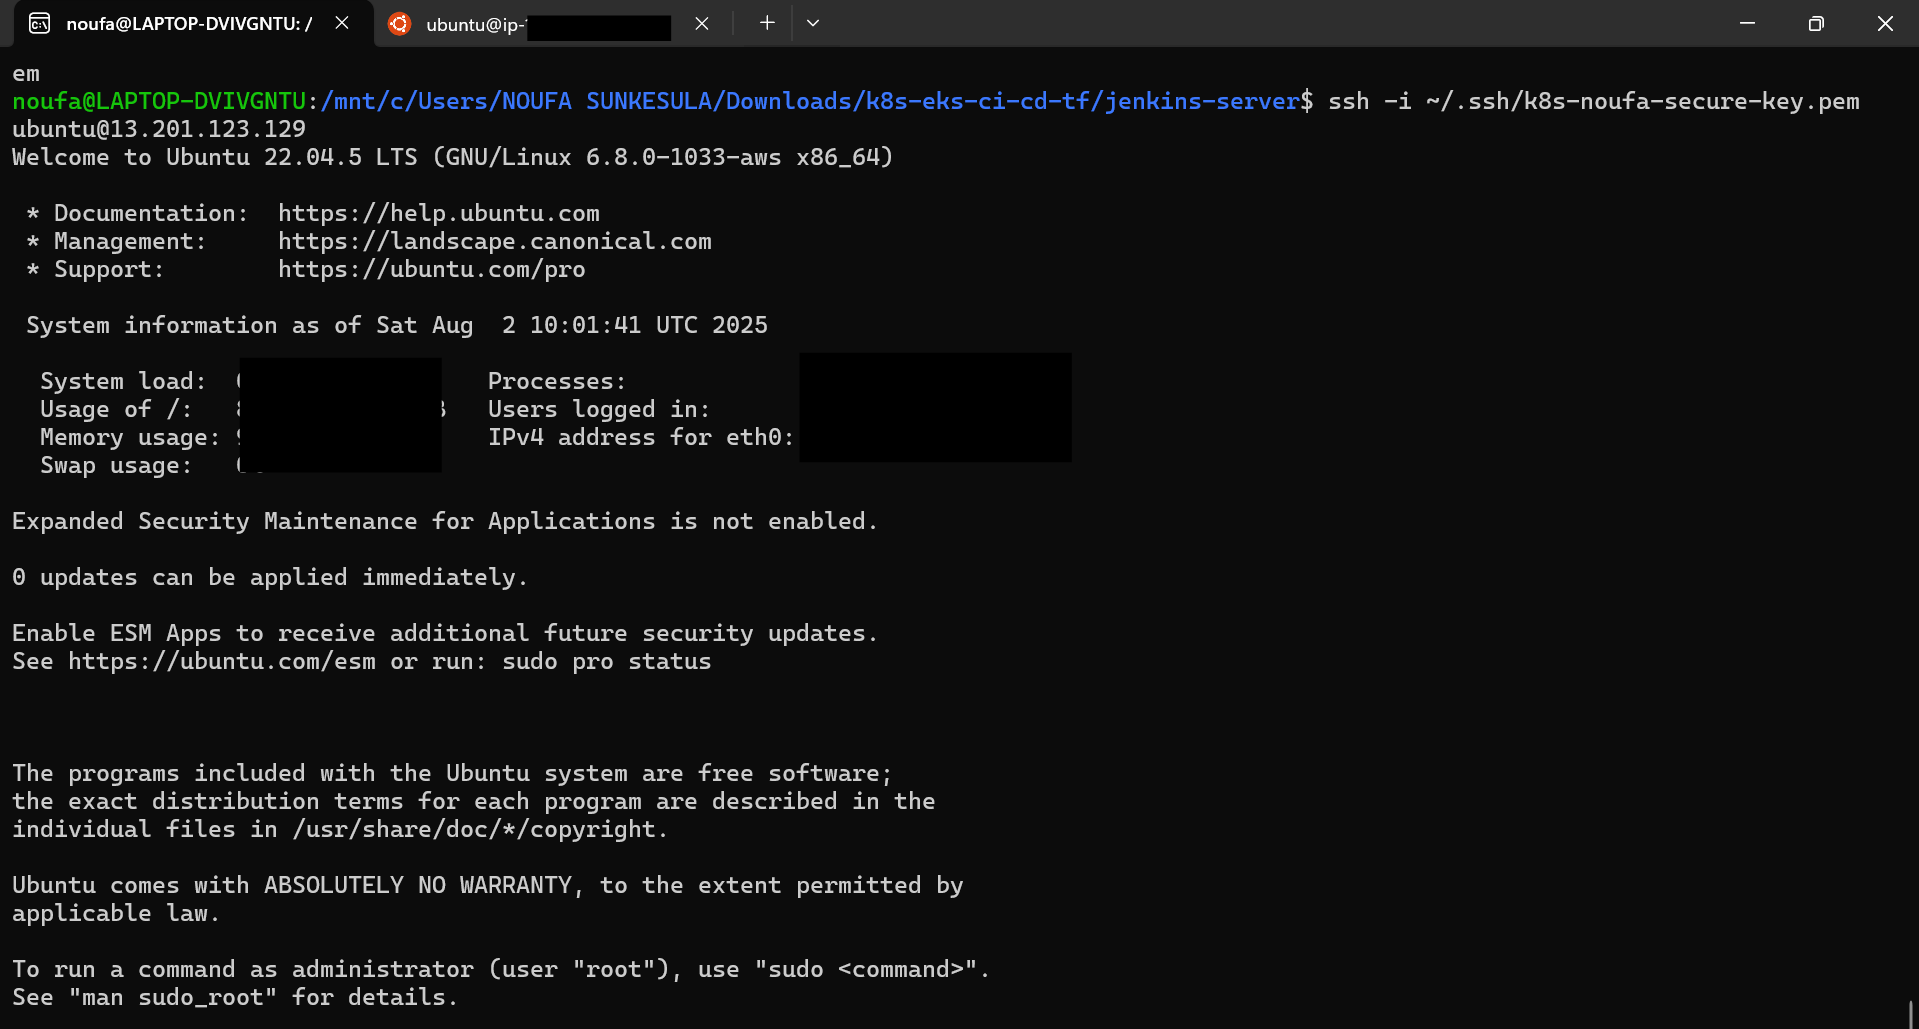 noufa@LAPTOP-DVIVGNTU: /
ubuntu@ip-
em
noufa@LAPTOP-DVIVGNTU:/mnt/c/Users/NOUFA SUNKESULA/Downloads/k8s-eks-ci-cd-tf/jenkins-server$ ssh -i ~/.ssh/k8s-noufa-secure-key.pem
ubuntu@13.201.123.129
Welcome to Ubuntu 22.04.5 LTS (GNU/Linux 6.8.0-1033-aws x86_64)
* Documentation:  https://help.ubuntu.com
* Management:     https://landscape.canonical.com
* Support:        https://ubuntu.com/pro
System information as of Sat Aug  2 10:01:41 UTC 2025
System load: Processes:
Usage of /: Users logged in:
Memory usage: IPv4 address for eth0:
Swap usage:
Expanded Security Maintenance for Applications is not enabled.
0 updates can be applied immediately.
Enable ESM Apps to receive additional future security updates.
See https://ubuntu.com/esm or run: sudo pro status
The programs included with the Ubuntu system are free software;
the exact distribution terms for each program are described in the
individual files in /usr/share/doc/*/copyright.
Ubuntu comes with ABSOLUTELY NO WARRANTY, to the extent permitted by
applicable law.
To run a command as administrator (user "root"), use "sudo <command>".
See "man sudo_root" for details.